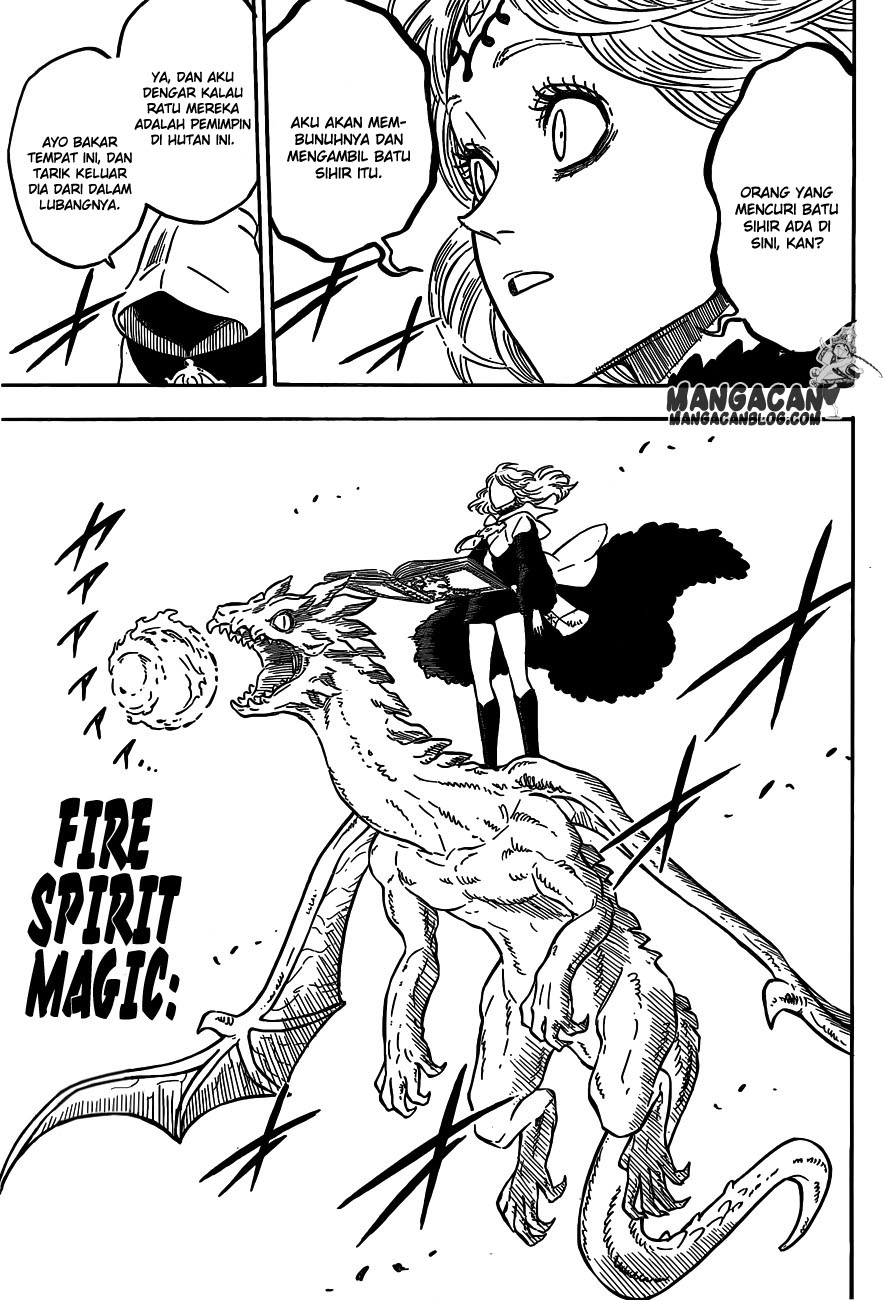 ORANG YANG
MENCURI BATU
SIHIR ADA DI
SINI, KAN?
AKU AKAN MEM-
BUNUHNYA DAN
MENGAMBIL BATU
SIHIR ITU.
YA, DAN AKU
DENGAR KALAU
RATU MEREKA
ADALAH PEMIMPIN
DI HUTAN INI.
AYO BAKAR
TEMPAT INI, DAN
TARIK KELUAR
DIA DARI DALAM
LUBANGNYA.
MANGACAN
MANGACANBLOG.COM
FIRE
SPIRIT
MAGIC: